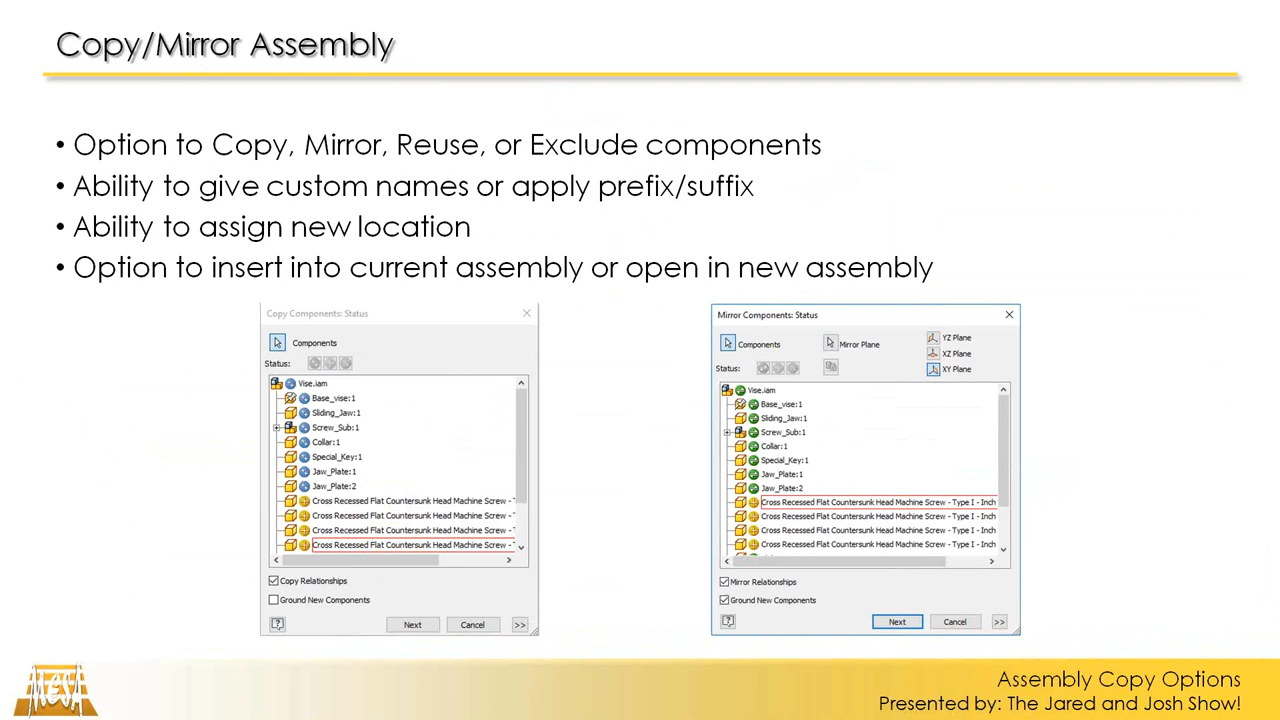 Copy/Mirror Assembly
• Option to Copy, Mirror, Reuse, or Exclude components
• Ability to give custom names or apply prefix/suffix
• Ability to assign new location
• Option to insert into current assembly or open in new assembly
Copy Components: Status
Components
Status:
Vise.iam
Base_vise:1
Sliding_Jaw:1
Screw_Sub:1
Collar:1
Special_Key:1
Jaw_Plate:1
Jaw_Plate:2
Cross Recessed Flat Countersunk Head Machine Screw - T
Cross Recessed Flat Countersunk Head Machine Screw - T
Cross Recessed Flat Countersunk Head Machine Screw - T
Cross Recessed Flat Countersunk Head Machine Screw - T
Copy Relationships
Ground New Components
Next Cancel >>
Mirror Components: Status
Components Mirror Plane YZ Plane
XZ Plane
Status: XY Plane
Vise.iam
Base_vise:1
Sliding_Jaw:1
Screw_Sub:1
Collar:1
Special_Key:1
Jaw_Plate:1
Jaw_Plate:2
Cross Recessed Flat Countersunk Head Machine Screw - Type I - Inch
Cross Recessed Flat Countersunk Head Machine Screw - Type I - Inch
Cross Recessed Flat Countersunk Head Machine Screw - Type I - Inch
Cross Recessed Flat Countersunk Head Machine Screw - Type I - Inch
Mirror Relationships
Ground New Components
Next Cancel >>
MESA
Assembly Copy Options
Presented by: The Jared and Josh Show!